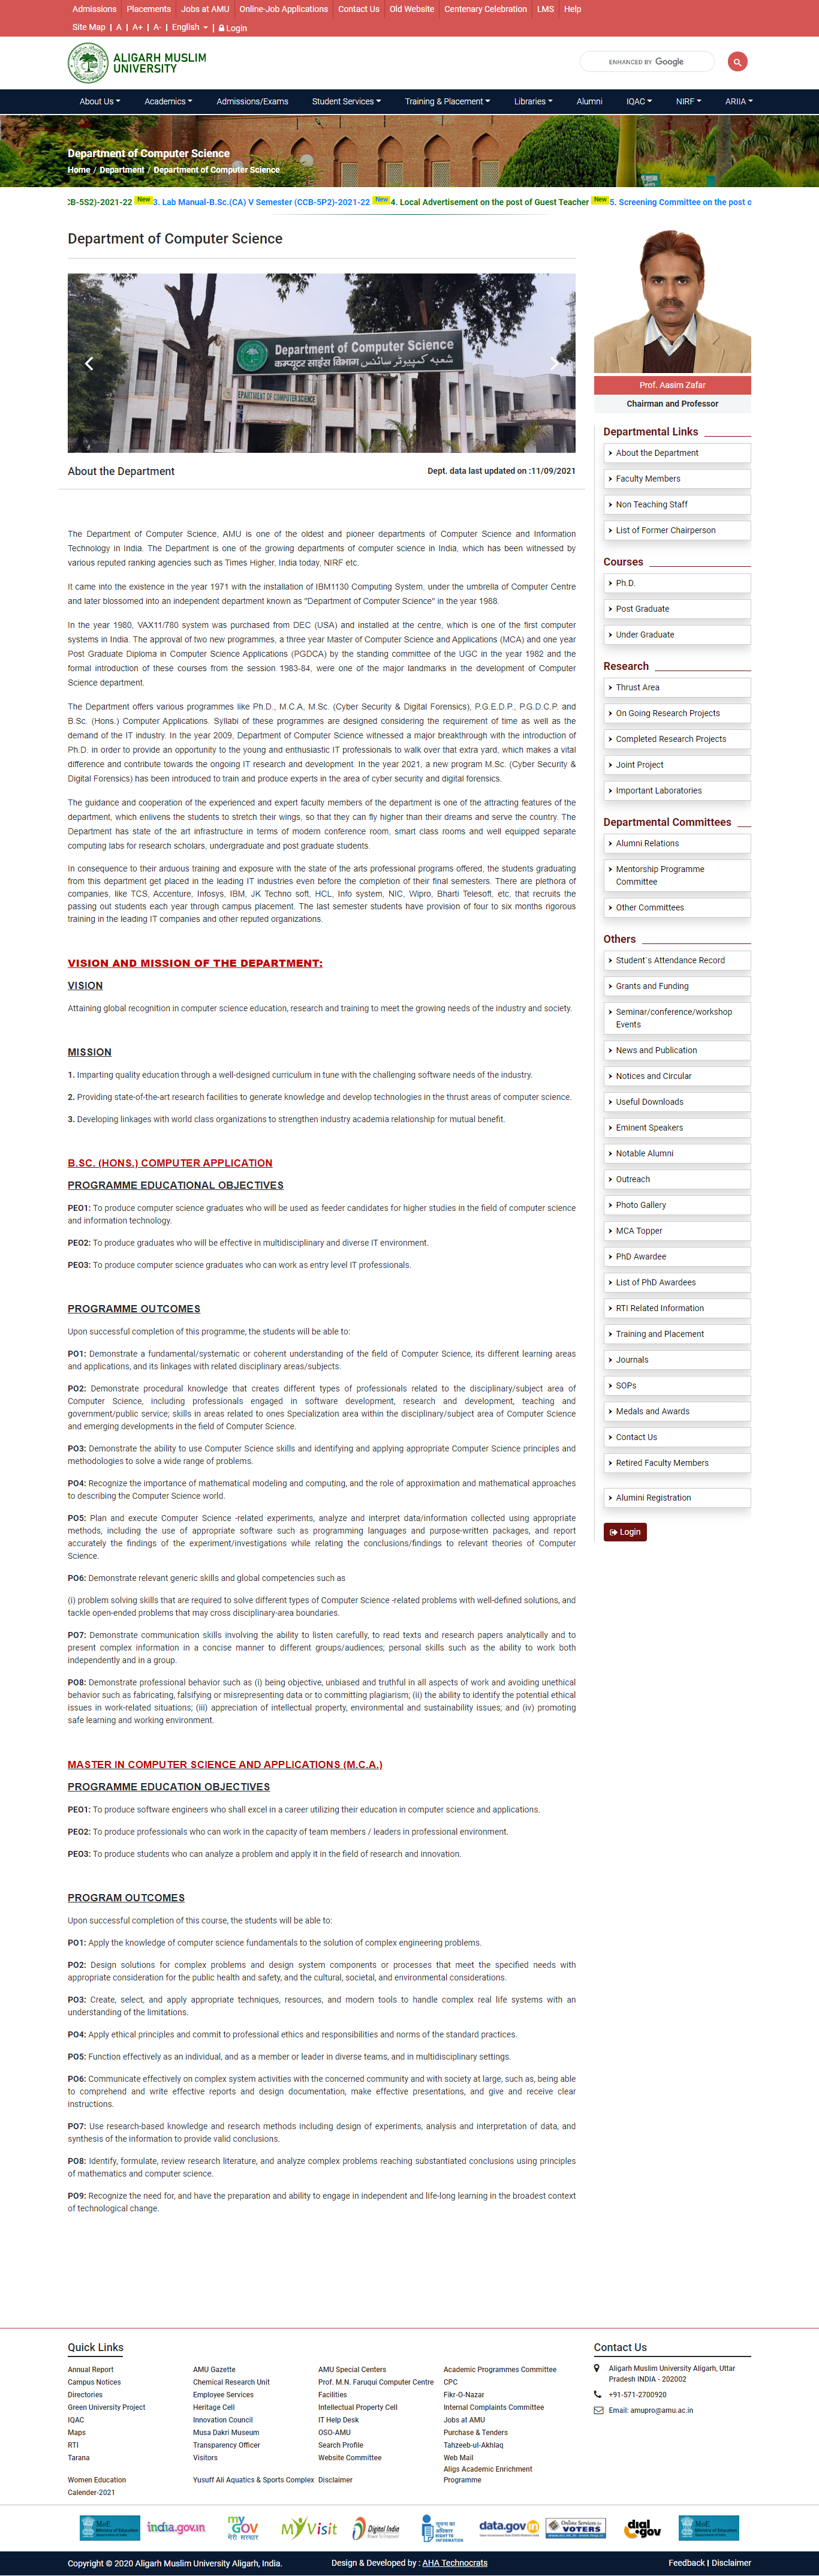 Admissions Placements Jobs at AMU Online-Job Applications Contact Us Old Website Centenary Celebration LMS Help
Site Map | A | A+ | A- | English | Login
ALIGARH MUSLIM
UNIVERSITY
ENHANCED BY Google
About Us Academics Admissions/Exams Student Services Training & Placement Libraries Alumni IQAC NIRF ARIIA
Department of Computer Science
Home / Department / Department of Computer Science
CB-5S2)-2021-22 New 3. Lab Manual-B.Sc.(CA) V Semester (CCB-5P2)-2021-22 New 4. Local Advertisement on the post of Guest Teacher New 5. Screening Committee on the post o
Department of Computer Science
Department of Computer Science
कम्प्यूटर साइंस विभाग شعبہ کمپیوٹر سائنس
DEPARTMENT OF COMPUTER SCIENCE
About the Department
Dept. data last updated on :11/09/2021
The Department of Computer Science, AMU is one of the oldest and pioneer departments of Computer Science and Information
Technology in India. The Department is one of the growing departments of computer science in India, which has been witnessed by
various reputed ranking agencies such as Times Higher, India today, NIRF etc.
It came into the existence in the year 1971 with the installation of IBM1130 Computing System, under the umbrella of Computer Centre
and later blossomed into an independent department known as "Department of Computer Science" in the year 1988.
In the year 1980, VAX11/780 system was purchased from DEC (USA) and installed at the centre, which is one of the first computer
systems in India. The approval of two new programmes, a three year Master of Computer Science and Applications (MCA) and one year
Post Graduate Diploma in Computer Science Applications (PGDCA) by the standing committee of the UGC in the year 1982 and the
formal introduction of these courses from the session 1983-84, were one of the major landmarks in the development of Computer
Science department.
The Department offers various programmes like Ph.D., M.C.A, M.Sc. (Cyber Security & Digital Forensics), P.G.E.D.P., P.G.D.C.P. and
B.Sc. (Hons.) Computer Applications. Syllabi of these programmes are designed considering the requirement of time as well as the
demand of the IT industry. In the year 2009, Department of Computer Science witnessed a major breakthrough with the introduction of
Ph.D. in order to provide an opportunity to the young and enthusiastic IT professionals to walk over that extra yard, which makes a vital
difference and contribute towards the ongoing IT research and development. In the year 2021, a new program M.Sc. (Cyber Security &
Digital Forensics) has been introduced to train and produce experts in the area of cyber security and digital forensics.
The guidance and cooperation of the experienced and expert faculty members of the department is one of the attracting features of the
department, which enlivens the students to stretch their wings, so that they can fly higher than their dreams and serve the country. The
Department has state of the art infrastructure in terms of modern conference room, smart class rooms and well equipped separate
computing labs for research scholars, undergraduate and post graduate students.
In consequence to their arduous training and exposure with the state of the arts professional programs offered, the students graduating
from this department get placed in the leading IT industries even before the completion of their final semesters. There are plethora of
companies, like TCS, Accenture, Infosys, IBM, JK Techno soft, HCL, Info system, NIC, Wipro, Bharti Telesoft, etc, that recruits the
passing out students each year through campus placement. The last semester students have provision of four to six months rigorous
training in the leading IT companies and other reputed organizations.
VISION AND MISSION OF THE DEPARTMENT:
VISION
Attaining global recognition in computer science education, research and training to meet the growing needs of the industry and society.
MISSION
1. Imparting quality education through a well-designed curriculum in tune with the challenging software needs of the industry.
2. Providing state-of-the-art research facilities to generate knowledge and develop technologies in the thrust areas of computer science.
3. Developing linkages with world class organizations to strengthen industry academia relationship for mutual benefit.
B.SC. (HONS.) COMPUTER APPLICATION
PROGRAMME EDUCATIONAL OBJECTIVES
PEO1: To produce computer science graduates who will be used as feeder candidates for higher studies in the field of computer science
and information technology.
PEO2: To produce graduates who will be effective in multidisciplinary and diverse IT environment.
PEO3: To produce computer science graduates who can work as entry level IT professionals.
PROGRAMME OUTCOMES
Upon successful completion of this programme, the students will be able to:
PO1: Demonstrate a fundamental/systematic or coherent understanding of the field of Computer Science, its different learning areas
and applications, and its linkages with related disciplinary areas/subjects.
PO2: Demonstrate procedural knowledge that creates different types of professionals related to the disciplinary/subject area of
Computer Science, including professionals engaged in software development, research and development, teaching and
government/public service; skills in areas related to ones Specialization area within the disciplinary/subject area of Computer Science
and emerging developments in the field of Computer Science.
PO3: Demonstrate the ability to use Computer Science skills and identifying and applying appropriate Computer Science principles and
methodologies to solve a wide range of problems.
PO4: Recognize the importance of mathematical modeling and computing, and the role of approximation and mathematical approaches
to describing the Computer Science world.
PO5: Plan and execute Computer Science -related experiments, analyze and interpret data/information collected using appropriate
methods, including the use of appropriate software such as programming languages and purpose-written packages, and report
accurately the findings of the experiment/investigations while relating the conclusions/findings to relevant theories of Computer
Science.
PO6: Demonstrate relevant generic skills and global competencies such as
(i) problem solving skills that are required to solve different types of Computer Science -related problems with well-defined solutions, and
tackle open-ended problems that may cross disciplinary-area boundaries.
PO7: Demonstrate communication skills involving the ability to listen carefully, to read texts and research papers analytically and to
present complex information in a concise manner to different groups/audiences; personal skills such as the ability to work both
independently and in a group.
PO8: Demonstrate professional behavior such as (i) being objective, unbiased and truthful in all aspects of work and avoiding unethical
behavior such as fabricating, falsifying or misrepresenting data or to committing plagiarism; (ii) the ability to identify the potential ethical
issues in work-related situations; (iii) appreciation of intellectual property, environmental and sustainability issues; and (iv) promoting
safe learning and working environment.
MASTER IN COMPUTER SCIENCE AND APPLICATIONS (M.C.A.)
PROGRAMME EDUCATION OBJECTIVES
PEO1: To produce software engineers who shall excel in a career utilizing their education in computer science and applications.
PEO2: To produce professionals who can work in the capacity of team members / leaders in professional environment.
PEO3: To produce students who can analyze a problem and apply it in the field of research and innovation.
PROGRAM OUTCOMES
Upon successful completion of this course, the students will be able to:
PO1: Apply the knowledge of computer science fundamentals to the solution of complex engineering problems.
PO2: Design solutions for complex problems and design system components or processes that meet the specified needs with
appropriate consideration for the public health and safety, and the cultural, societal, and environmental considerations.
PO3: Create, select, and apply appropriate techniques, resources, and modern tools to handle complex real life systems with an
understanding of the limitations.
PO4: Apply ethical principles and commit to professional ethics and responsibilities and norms of the standard practices.
PO5: Function effectively as an individual, and as a member or leader in diverse teams, and in multidisciplinary settings.
PO6: Communicate effectively on complex system activities with the concerned community and with society at large, such as, being able
to comprehend and write effective reports and design documentation, make effective presentations, and give and receive clear
instructions.
PO7: Use research-based knowledge and research methods including design of experiments, analysis and interpretation of data, and
synthesis of the information to provide valid conclusions.
PO8: Identify, formulate, review research literature, and analyze complex problems reaching substantiated conclusions using principles
of mathematics and computer science.
PO9: Recognize the need for, and have the preparation and ability to engage in independent and life-long learning in the broadest context
of technological change.
Prof. Aasim Zafar
Chairman and Professor
Departmental Links
About the Department
Faculty Members
Non Teaching Staff
List of Former Chairperson
Courses
Ph.D.
Post Graduate
Under Graduate
Research
Thrust Area
On Going Research Projects
Completed Research Projects
Joint Project
Important Laboratories
Departmental Committees
Alumni Relations
Mentorship Programme
Committee
Other Committees
Others
Student`s Attendance Record
Grants and Funding
Seminar/conference/workshop
Events
News and Publication
Notices and Circular
Useful Downloads
Eminent Speakers
Notable Alumni
Outreach
Photo Gallery
MCA Topper
PhD Awardee
List of PhD Awardees
RTI Related Information
Training and Placement
Journals
SOPs
Medals and Awards
Contact Us
Retired Faculty Members
Alumini Registration
Login
Quick Links
Annual Report AMU Gazette AMU Special Centers Academic Programmes Committee
Campus Notices Chemical Research Unit Prof. M.N. Faruqui Computer Centre CPC
Directories Employee Services Facilities Fikr-O-Nazar
Green University Project Heritage Cell Intellectual Property Cell Internal Complaints Committee
IQAC Innovation Council IT Help Desk Jobs at AMU
Maps Musa Dakri Museum OSO-AMU Purchase & Tenders
RTI Transparency Officer Search Profile Tahzeeb-ul-Akhlaq
Tarana Visitors Website Committee Web Mail
Women Education Yusuff Ali Aquatics & Sports Complex Disclaimer Aligs Academic Enrichment
Programme
Calender-2021
Contact Us
Aligarh Muslim University Aligarh, Uttar
Pradesh INDIA - 202002
+91-571-2700920
Email: amupro@amu.ac.in
MoE india.gov.in my GOV मेरी सरकार MyVisit Digital India सूचना का अधिकार RIGHT TO INFORMATION data.gov.in Online Services VOTERS dial.gov MoE
Copyright © 2020 Aligarh Muslim University Aligarh, India.
Design & Developed by : AHA Technocrats
Feedback | Disclaimer